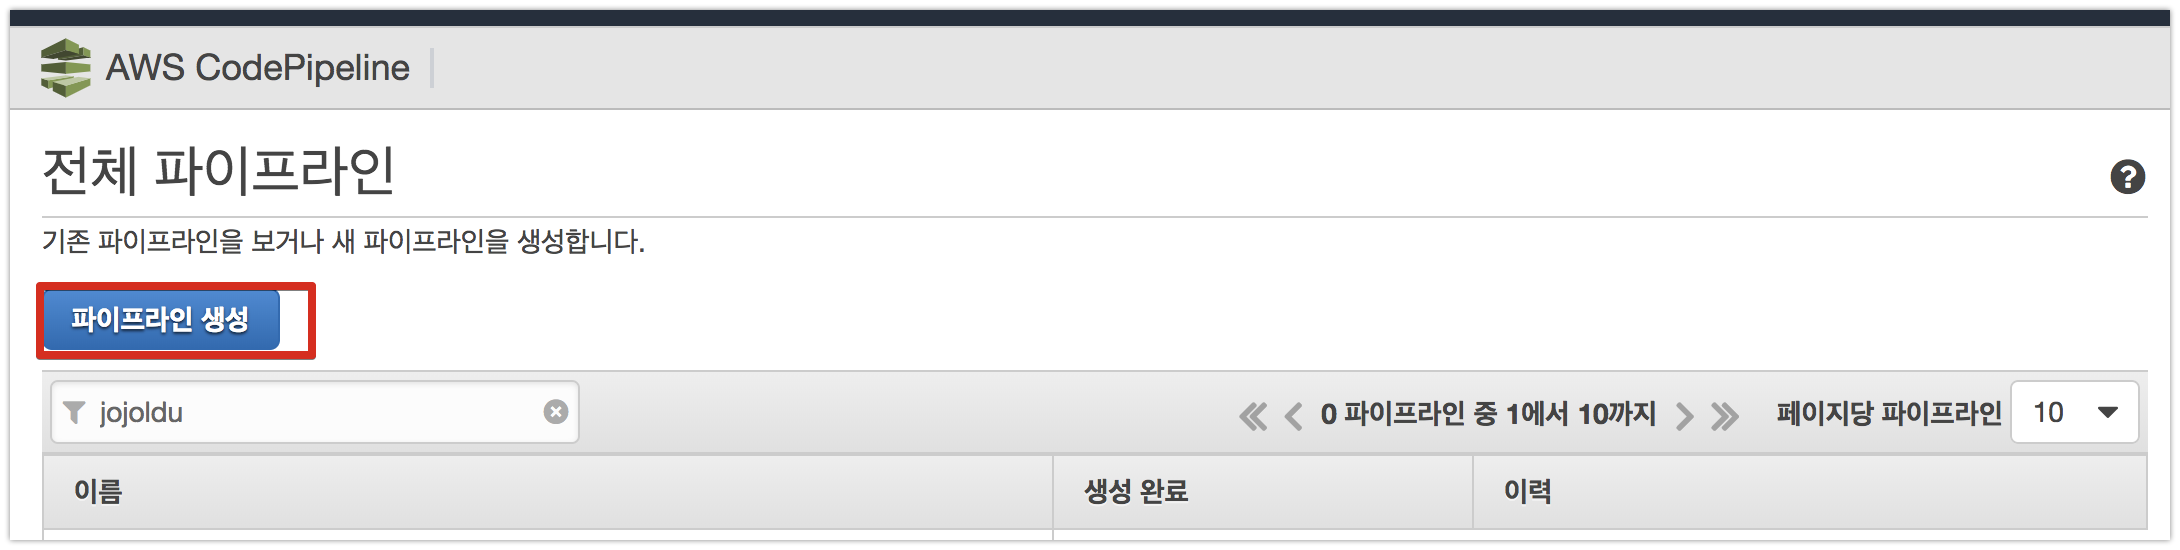 AWS CodePipeline
전체 파이프라인
?
기존 파이프라인을 보거나 새 파이프라인을 생성합니다.
파이프라인 생성
jojoldu 0 파이프라인 중 1에서 10까지 페이지당 파이프라인 10
이름 생성 완료 이력